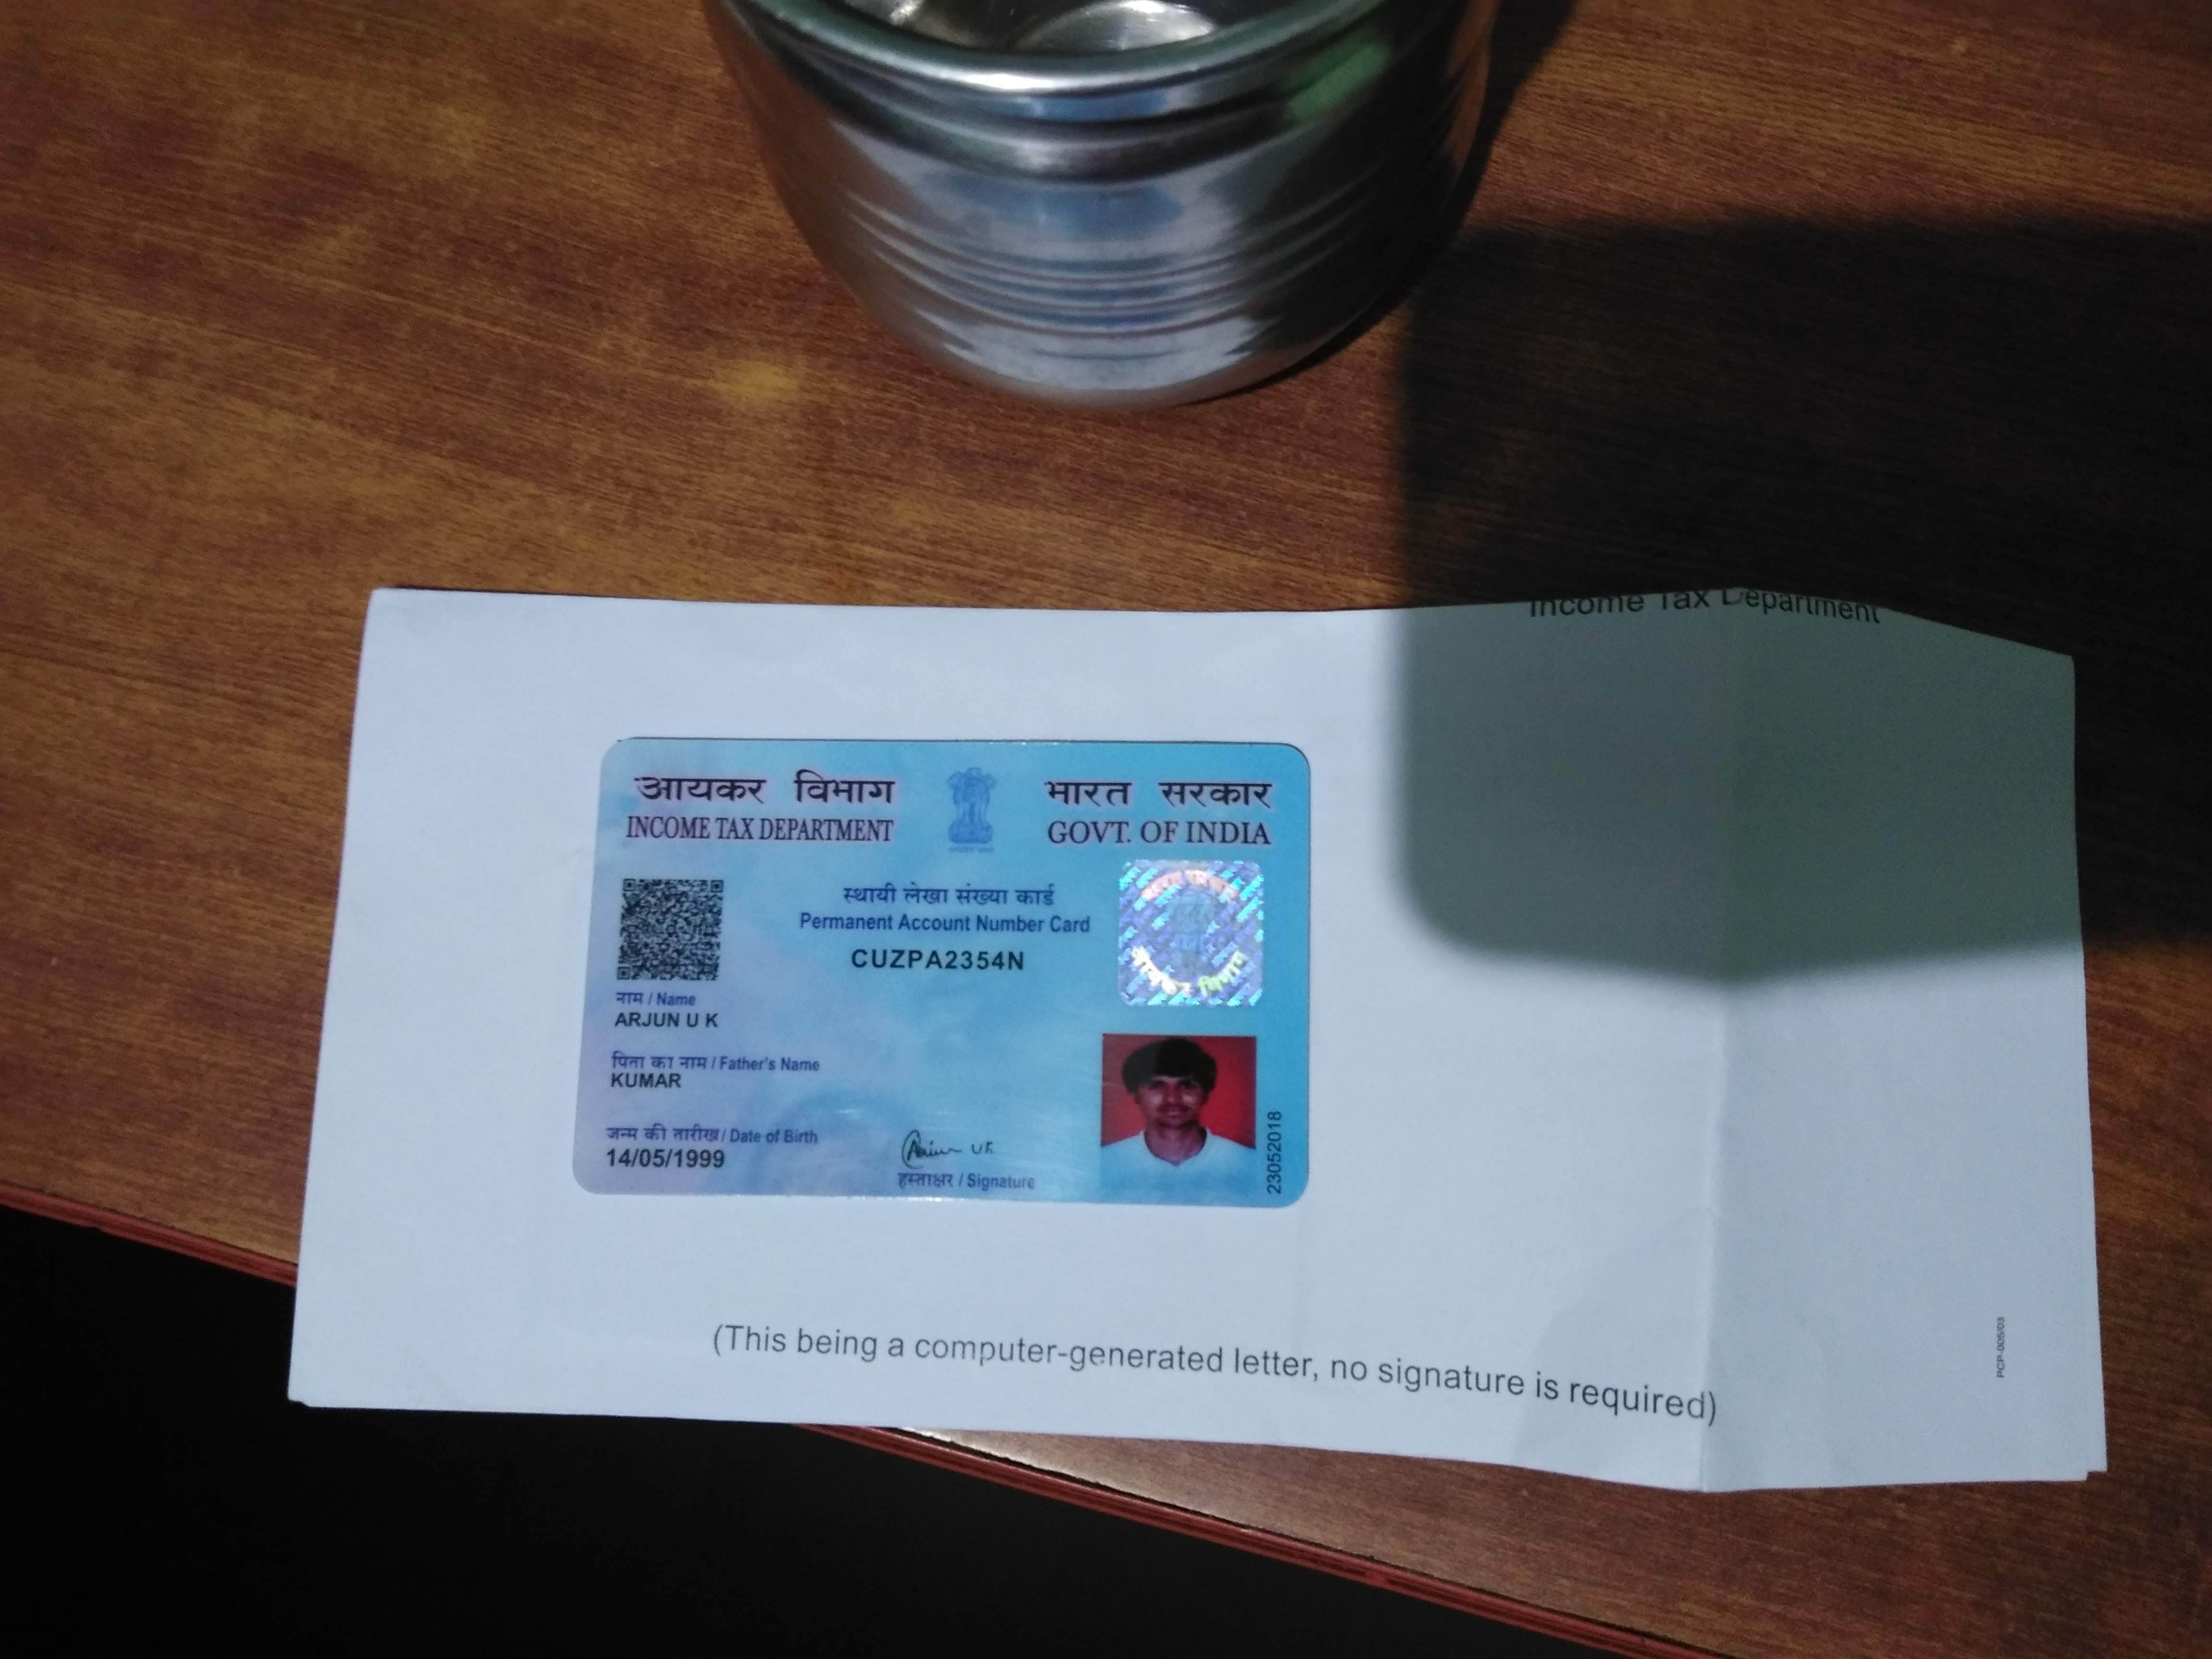 Income Tax Department
आयकर विभाग
INCOME TAX DEPARTMENT
भारत सरकार
GOVT. OF INDIA
स्थायी लेखा संख्या कार्ड
Permanent Account Number Card
CUZPA2354N
नाम / Name
ARJUN U K
पिता का नाम / Father's Name
KUMAR
जन्म की तारीख / Date of Birth
14/05/1999
Arjun UK
हस्ताक्षर / Signature
23052018
(This being a computer-generated letter, no signature is required)
PCP-005/03